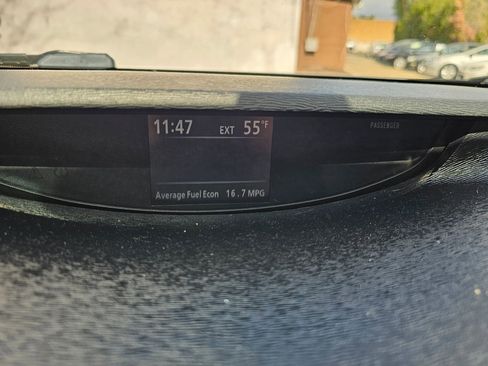 11:47 EXT 55°F PASSENGER
Average Fuel Econ 16.7 MPG